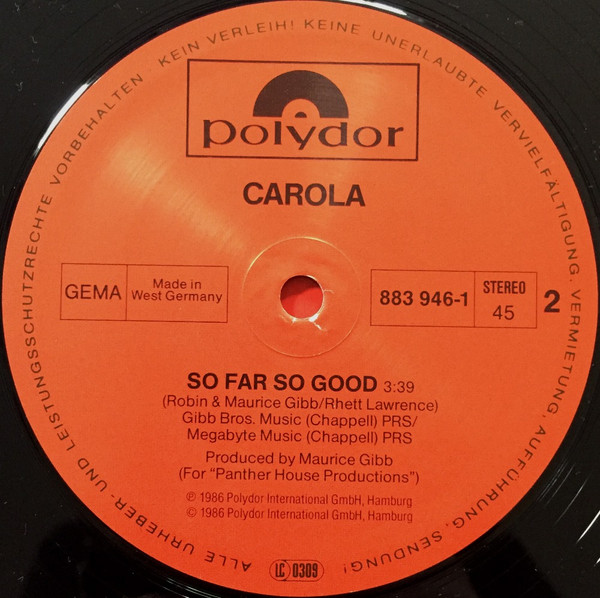 ALLE URHEBER- UND LEISTUNGSSCHUTZRECHTE VORBEHALTEN KEIN VERLEIH! KEINE UNERLAUBTE VERVIELFÄLTIGUNG, VERMIETUNG, AUFFÜHRUNG, SENDUNG!
polydor
CAROLA
GEMA
Made in
West Germany
883 946-1
STEREO
45
2
SO FAR SO GOOD 3:39
(Robin & Maurice Gibb/Rhett Lawrence)
Gibb Bros. Music (Chappell) PRS/
Megabyte Music (Chappell) PRS
Produced by Maurice Gibb
(For "Panther House Productions")
℗ 1986 Polydor International GmbH, Hamburg
© 1986 Polydor International GmbH, Hamburg
LC 0309